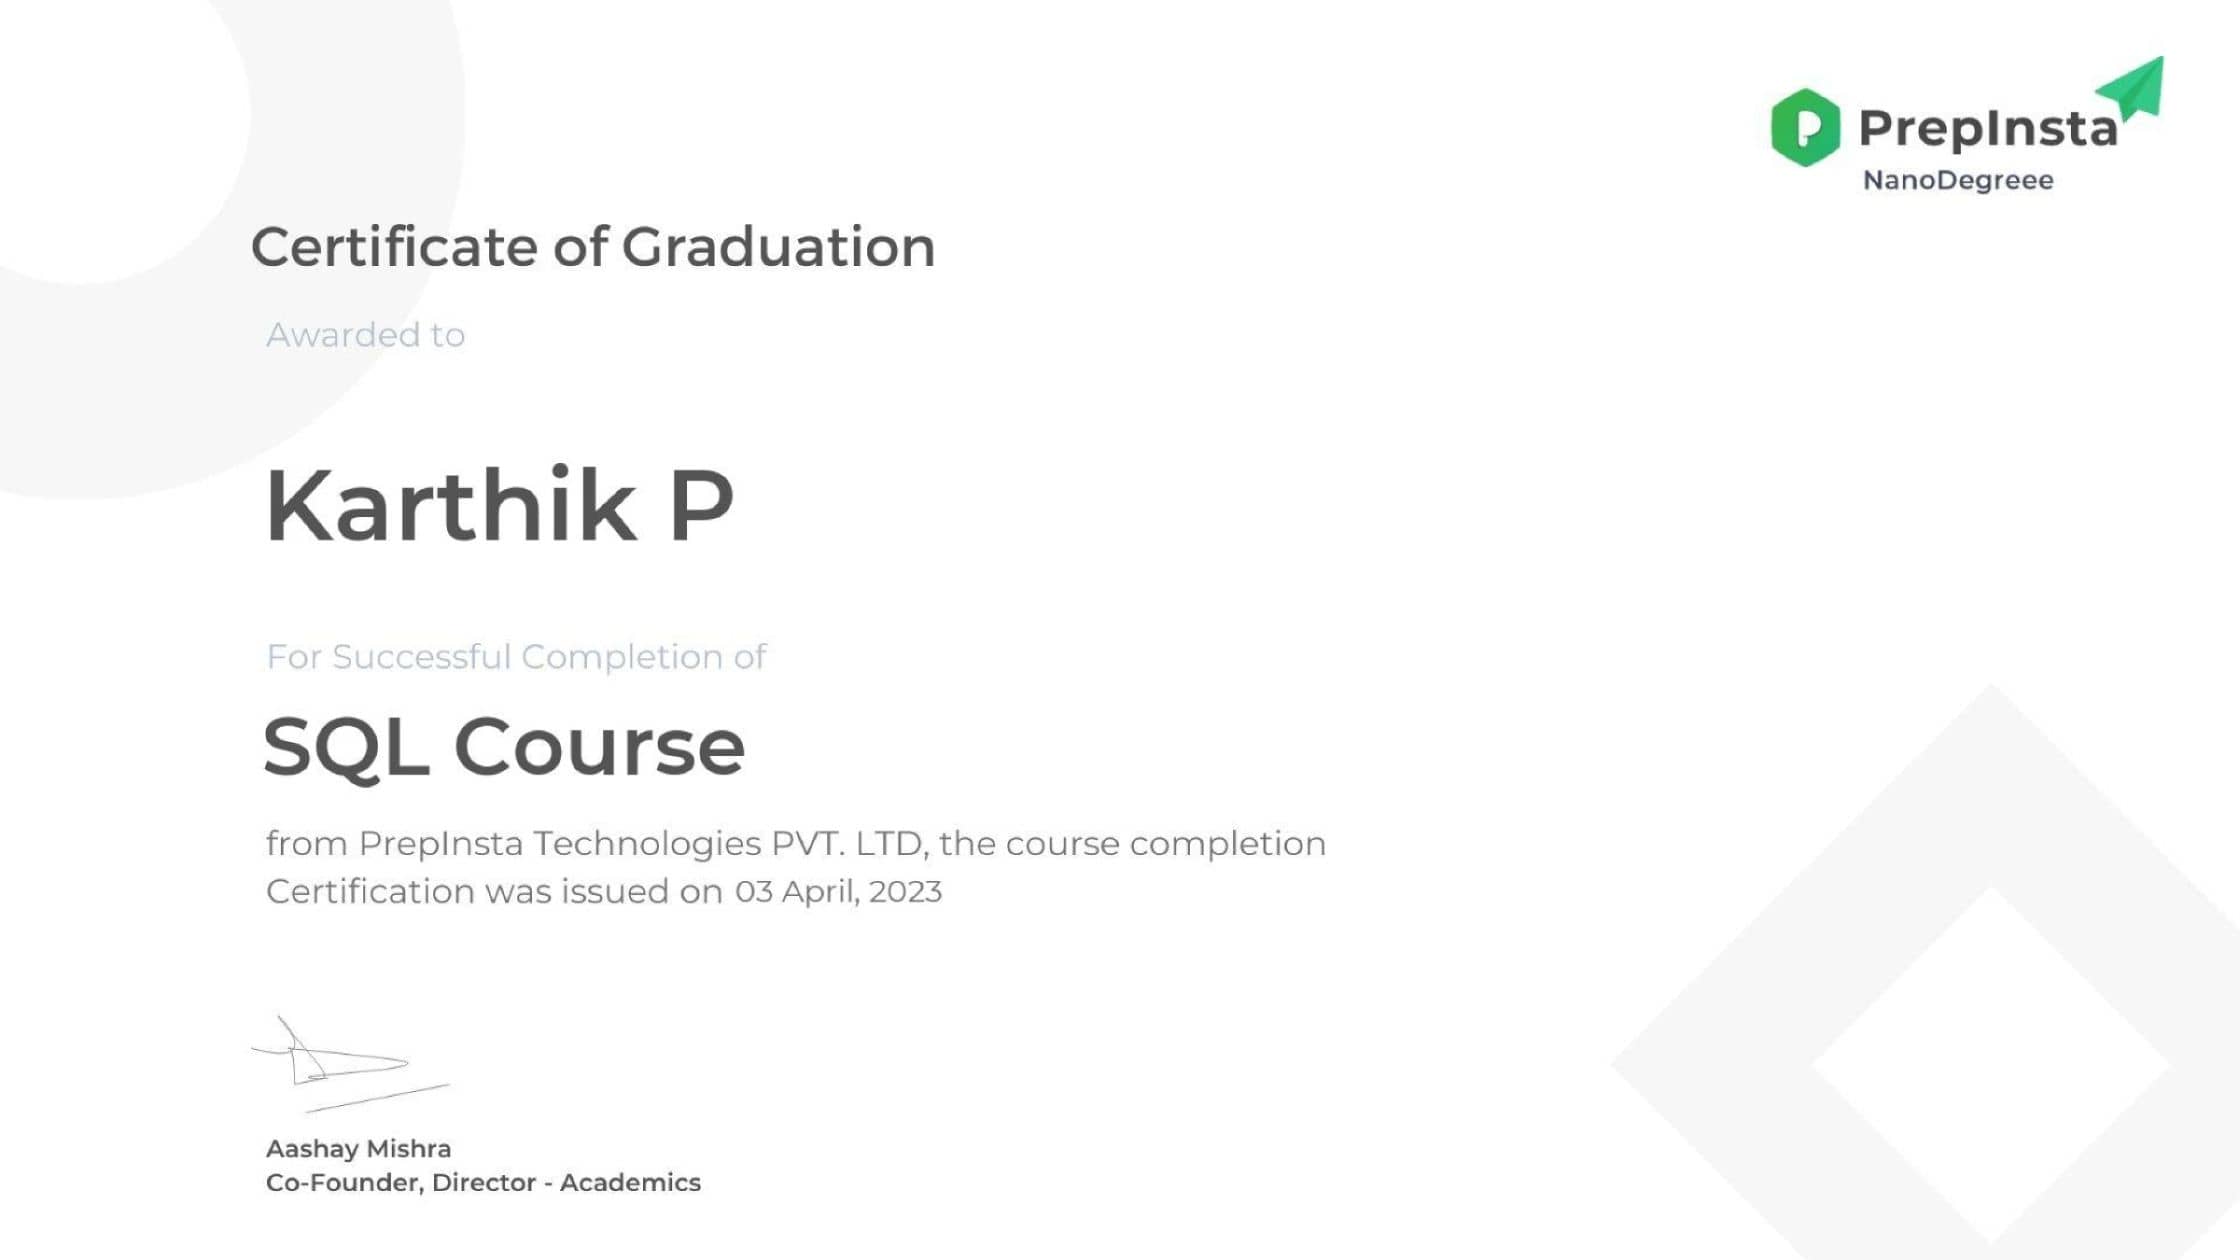 PrepInsta
NanoDegreee
Certificate of Graduation
Awarded to
Karthik P
For Successful Completion of
SQL Course
from PrepInsta Technologies PVT. LTD, the course completion
Certification was issued on 03 April, 2023
Aashay Mishra
Co-Founder, Director - Academics